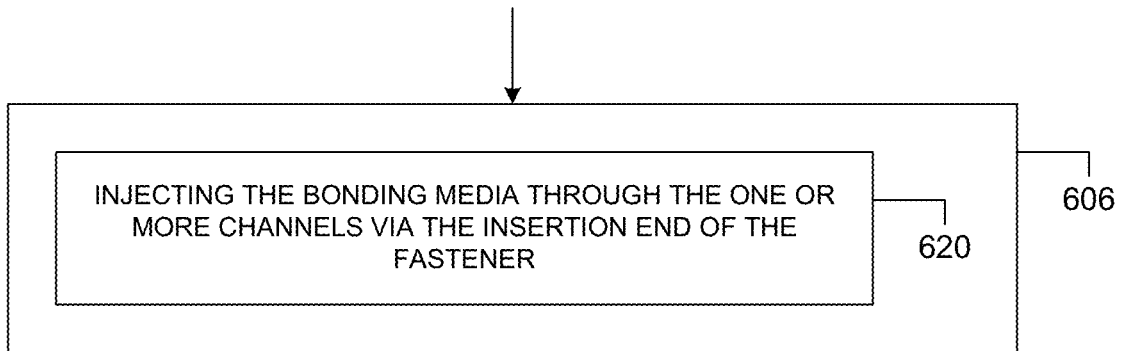 INJECTING THE BONDING MEDIA THROUGH THE ONE OR
MORE CHANNELS VIA THE INSERTION END OF THE
FASTENER
606
620